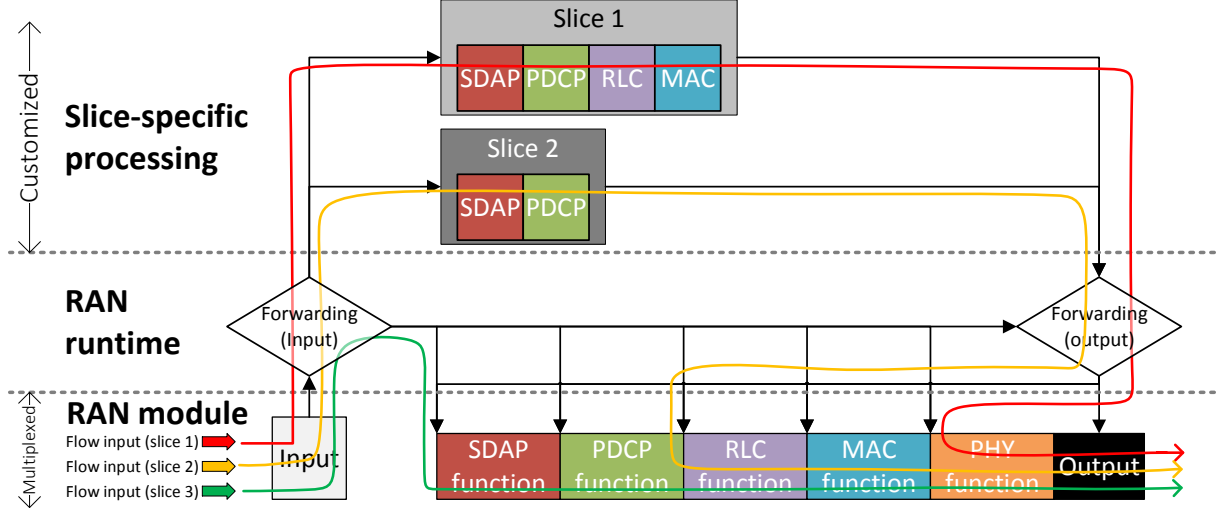 Customized
Slice-specific
processing
Slice 1
SDAP PDCP RLC MAC
Slice 2
SDAP PDCP
RAN
runtime
Forwarding
(Input)
Forwarding
(output)
Multiplexed
RAN module
Flow input (slice 1)
Flow input (slice 2)
Flow input (slice 3)
Input
SDAP
function
PDCP
function
RLC
function
MAC
function
PHY
function
Output